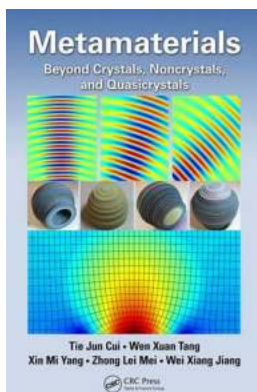 Metamaterials
Beyond Crystals, Noncrystals,
and Quasicrystals
Tie Jun Cui • Wen Xuan Tang
Xin Mi Yang • Zhong Lei Mei • Wei Xiang Jiang
CRC Press